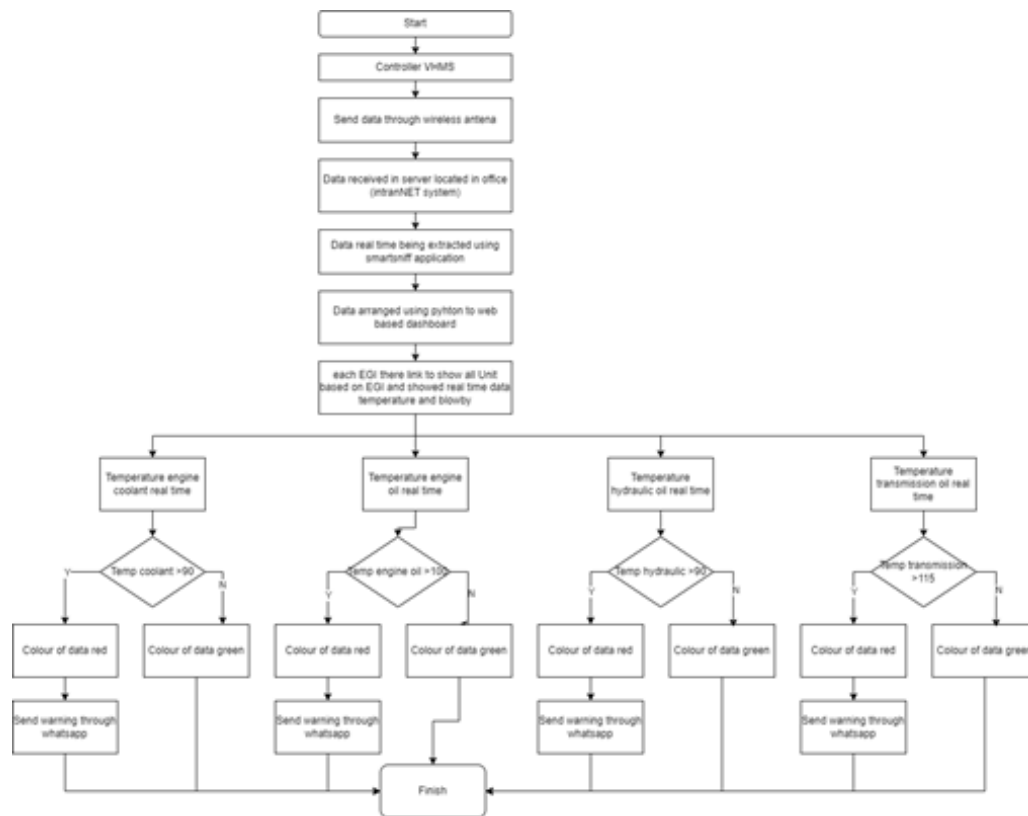 Start
Controller VHMS
Send data through wireless antena
Data received in server located in office
(intranNET system)
Data real time being extracted using
smartsniff application
Data arranged using pyhton to web
based dashboard
each EGI there link to show all Unit
based on EGI and showed real time data
temperature and blowby
Temperature engine
coolant real time
Temperature engine
oil real time
Temperature
hydraulic oil real time
Temperature
transmission oil real
time
Temp coolant >90
Y
N
Temp engine oil >100
Y
N
Temp hydraulic >90
Y
N
Temp transmission
>115
Y
N
Colour of data red
Colour of data green
Colour of data red
Colour of data green
Colour of data red
Colour of data green
Colour of data red
Colour of data green
Send warning through
whatsapp
Send warning through
whatsapp
Send warning through
whatsapp
Send warning through
whatsapp
Finish